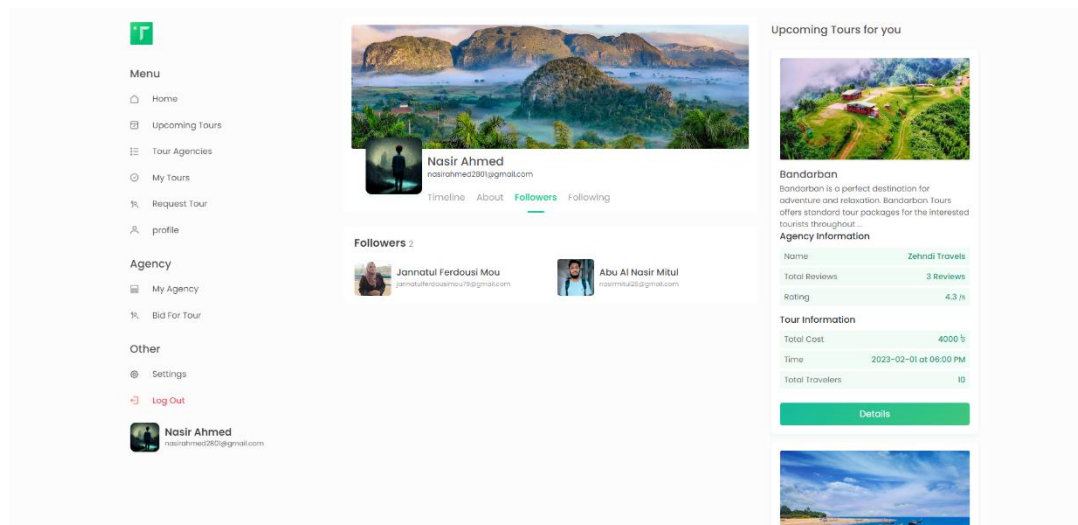 Menu
Home
Upcoming Tours
Tour Agencies
My Tours
Request Tour
profile
Agency
My Agency
Bid For Tour
Other
Settings
Log Out
Nasir Ahmed
nasirahmed2801@gmail.com
Nasir Ahmed
nasirahmed2801@gmail.com
Timeline About Followers Following
Followers 2
Jannatul Ferdousi Mou
jannatulferdousimou79@gmail.com
Abu Al Nasir Mitul
Upcoming Tours for you
Bandarban
Bandarban is a perfect destination for
adventure and relaxation. Bandarban Tours
offers standard tour packages for the interested
tourists throughout ...
Agency Information
Name Zehndi Travels
Total Reviews 3 Reviews
Rating 4.3 /5
Tour Information
Total Cost 4000 ৳
Time 2023-02-01 at 06:00 PM
Total Travelers 10
Details